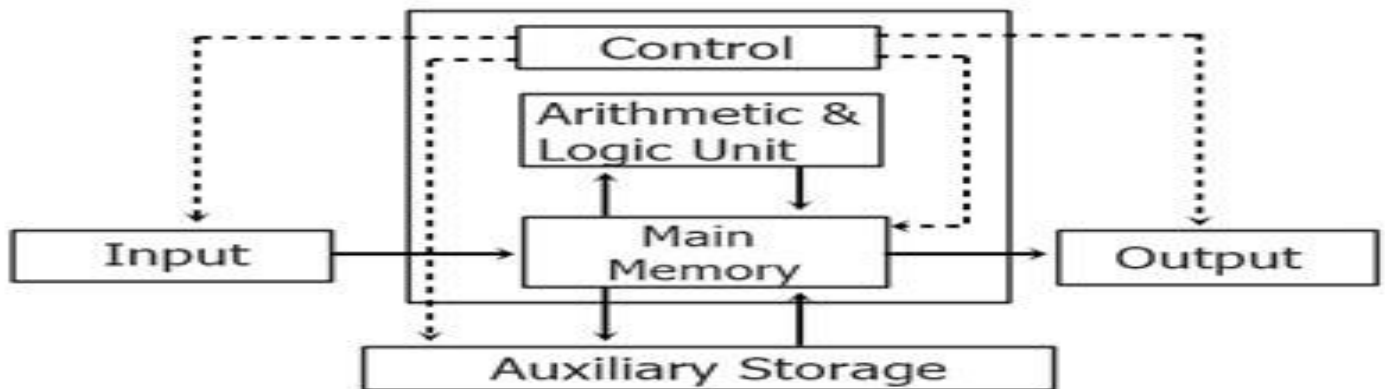 Control
Arithmetic &
Logic Unit
Input
Main
Memory
Output
Auxiliary Storage